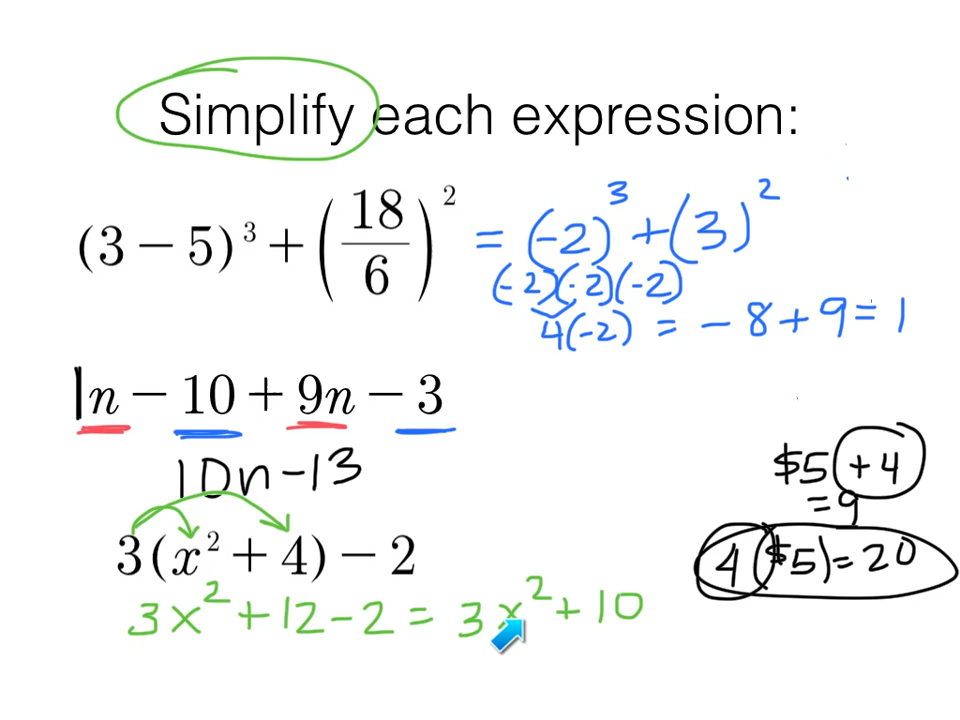 Simplify each expression:
(3 − 5)³ + (18/6)² = (-2)³ + (3)²
(-2)(-2)(-2)
4(-2) = -8+9=1
1n − 10 + 9n − 3
10n-13
$5 +4
=9
3(x² + 4) − 2
4($5)=20
3x²+12-2=3x²+10